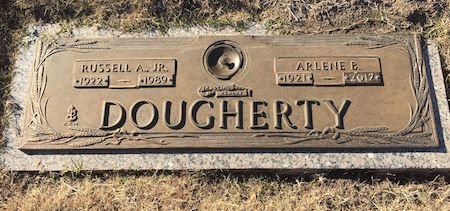 RUSSELL A., JR.
1922 — 1989
ARLENE B.
1921 — 2017
DOUGHERTY